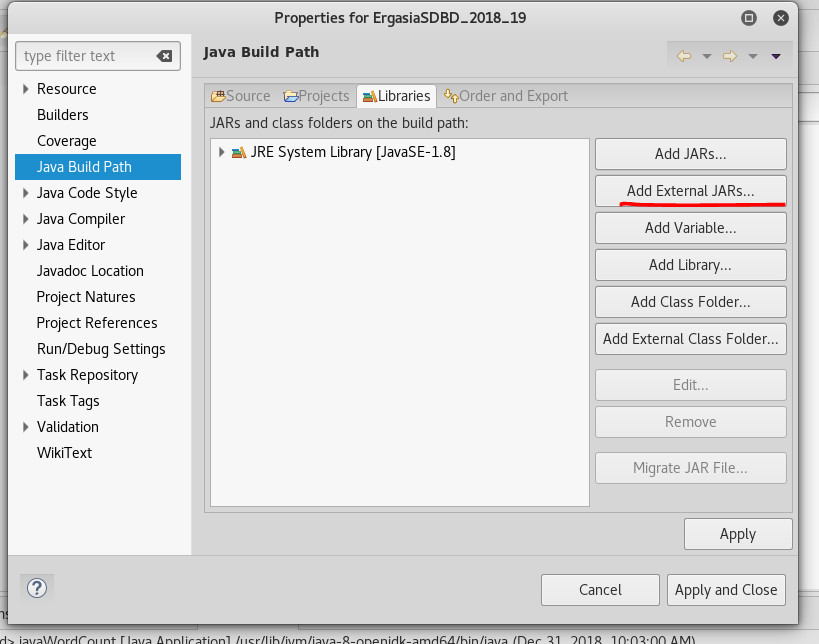 Properties for ErgasiaSDBD_2018_19
type filter text
Resource
Builders
Coverage
Java Build Path
Java Code Style
Java Compiler
Java Editor
Javadoc Location
Project Natures
Project References
Run/Debug Settings
Task Repository
Task Tags
Validation
WikiText
Java Build Path
Source Projects Libraries Order and Export
JARs and class folders on the build path:
JRE System Library [JavaSE-1.8]
Add JARs...
Add External JARs...
Add Variable...
Add Library...
Add Class Folder...
Add External Class Folder...
Edit...
Remove
Migrate JAR File...
Apply
?
Cancel Apply and Close
d> javaWordCount [Java Application] /usr/lib/jvm/java-8-openjdk-amd64/bin/java (Dec 31, 2018, 10:03:00 AM)